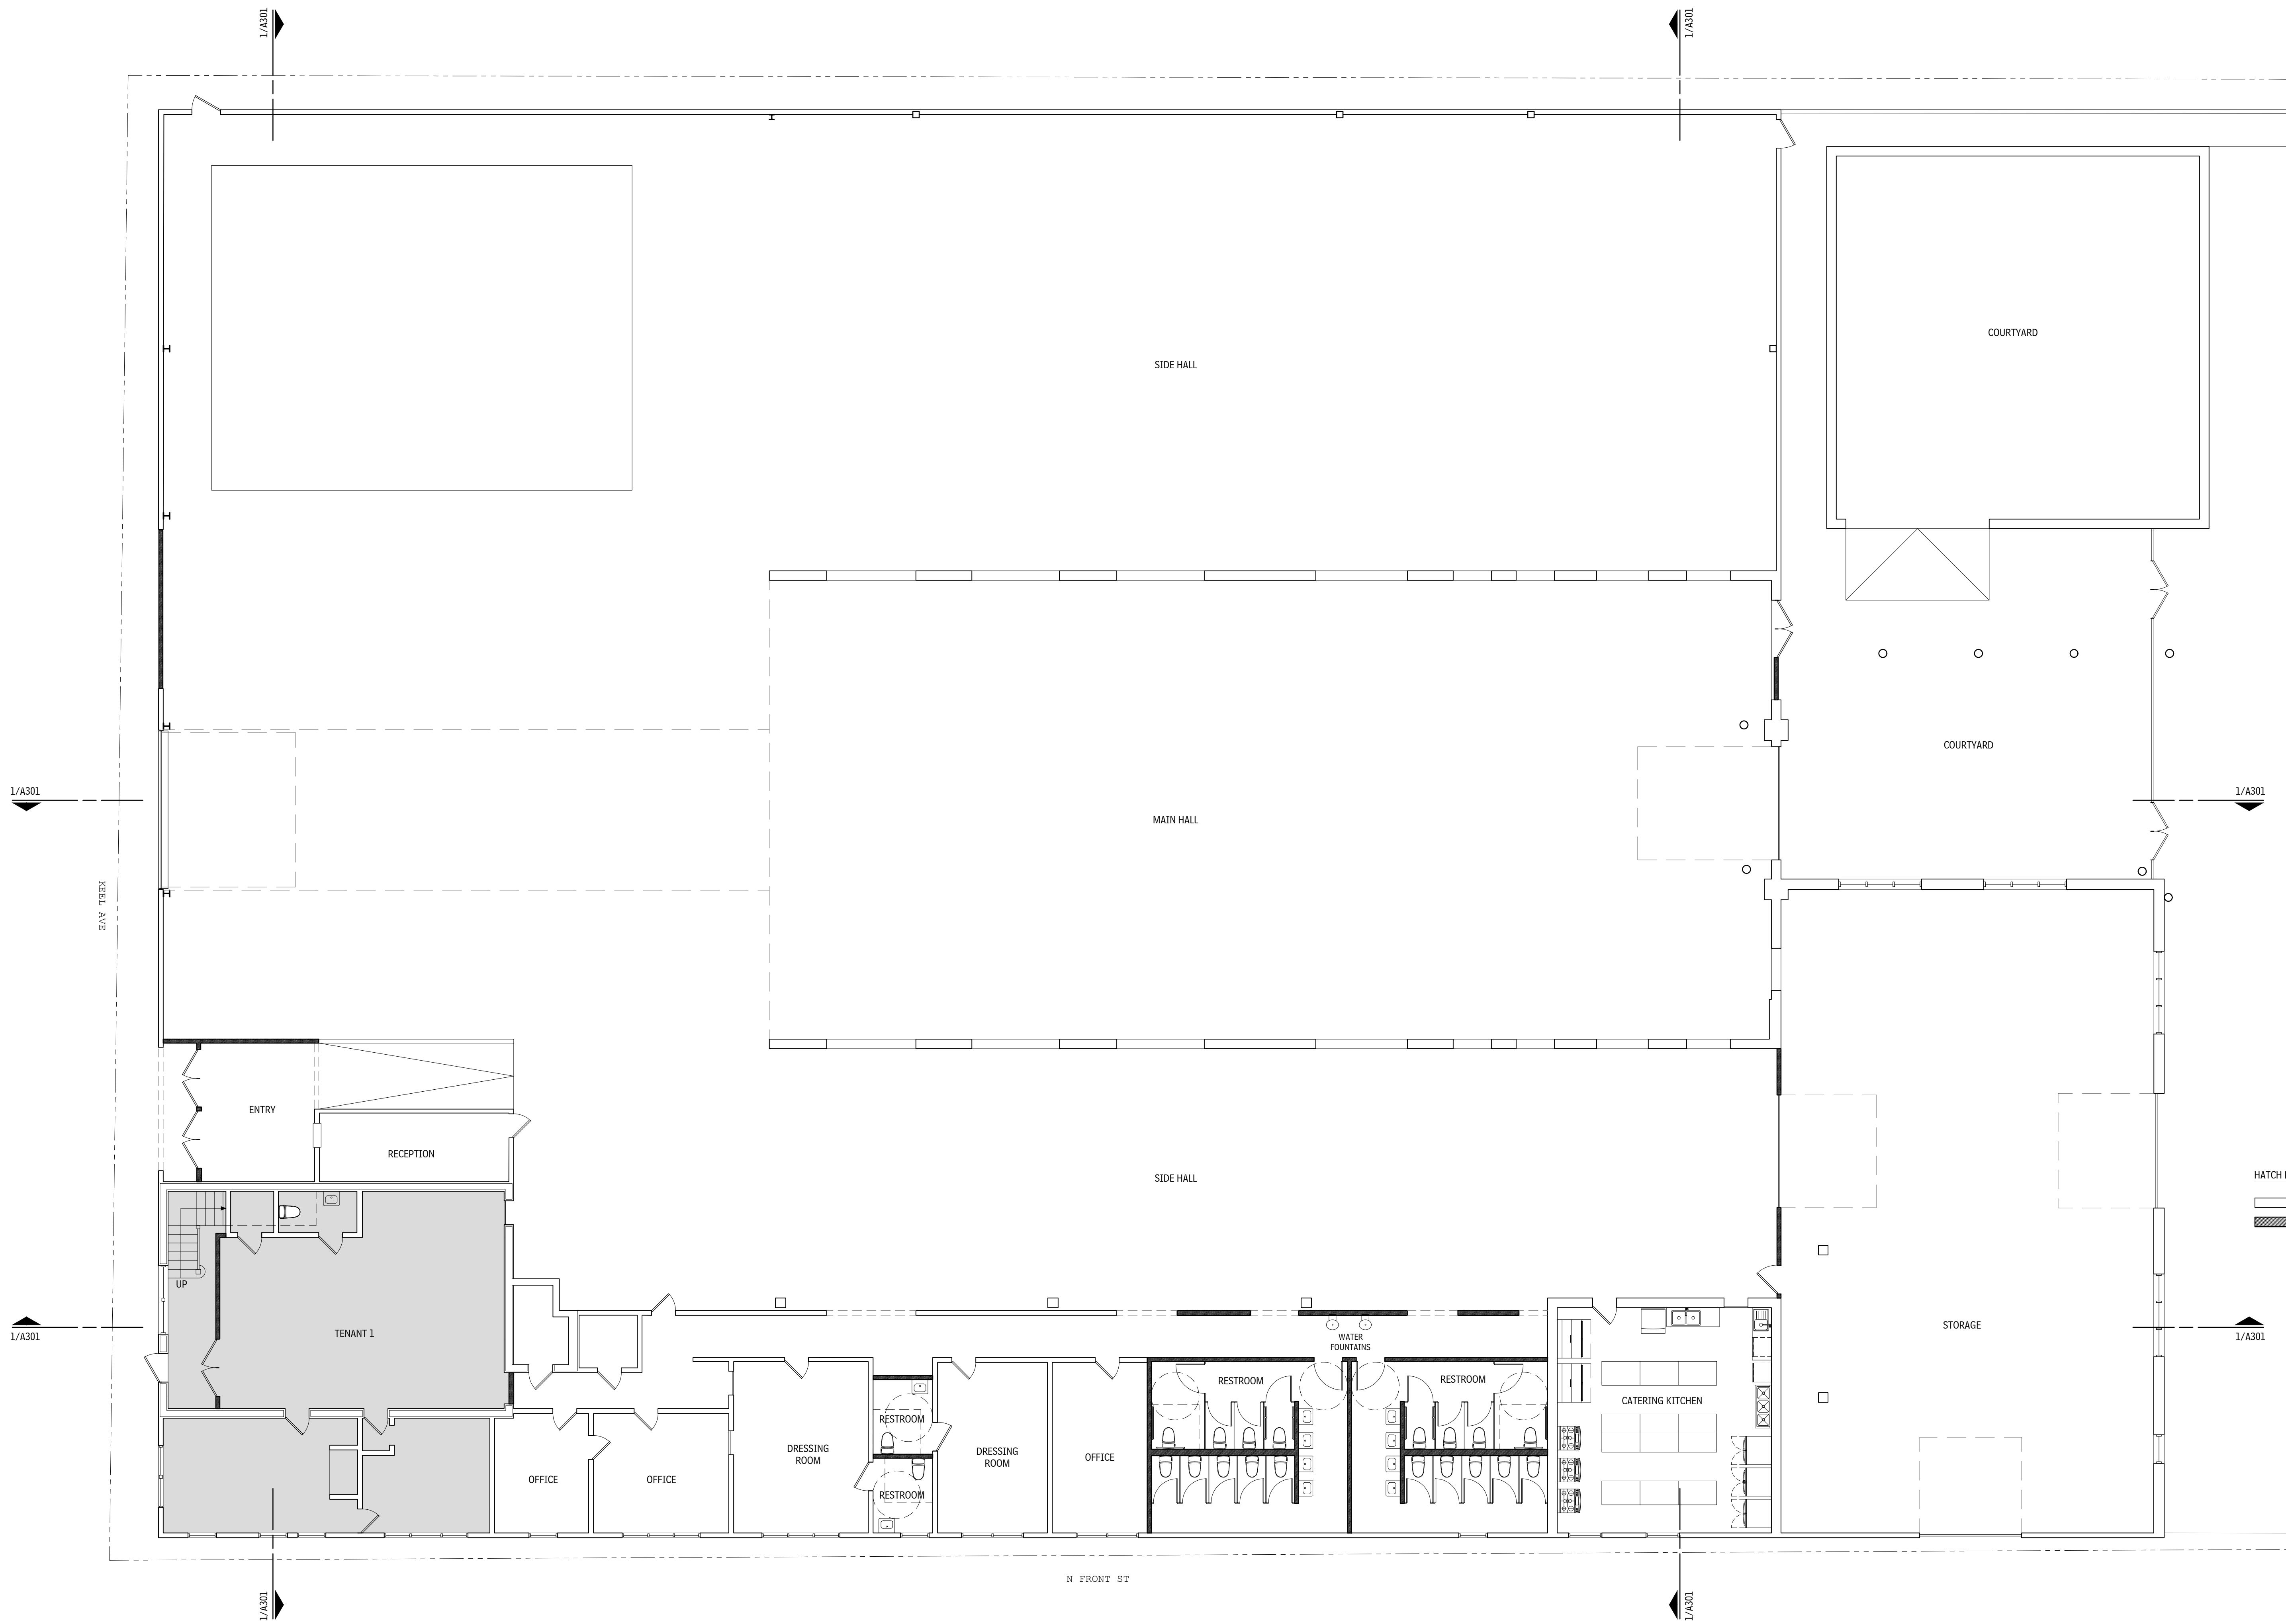 1/A301
1/A301
COURTYARD
SIDE HALL
COURTYARD
1/A301
1/A301
MAIN HALL
KEEL AVE
ENTRY
RECEPTION
SIDE HALL
HATCH
UP
TENANT 1
STORAGE
1/A301
1/A301
WATER
FOUNTAINS
RESTROOM
RESTROOM
CATERING KITCHEN
RESTROOM
DRESSING
ROOM
DRESSING
ROOM
OFFICE
OFFICE
OFFICE
RESTROOM
N FRONT ST
1/A301
1/A301